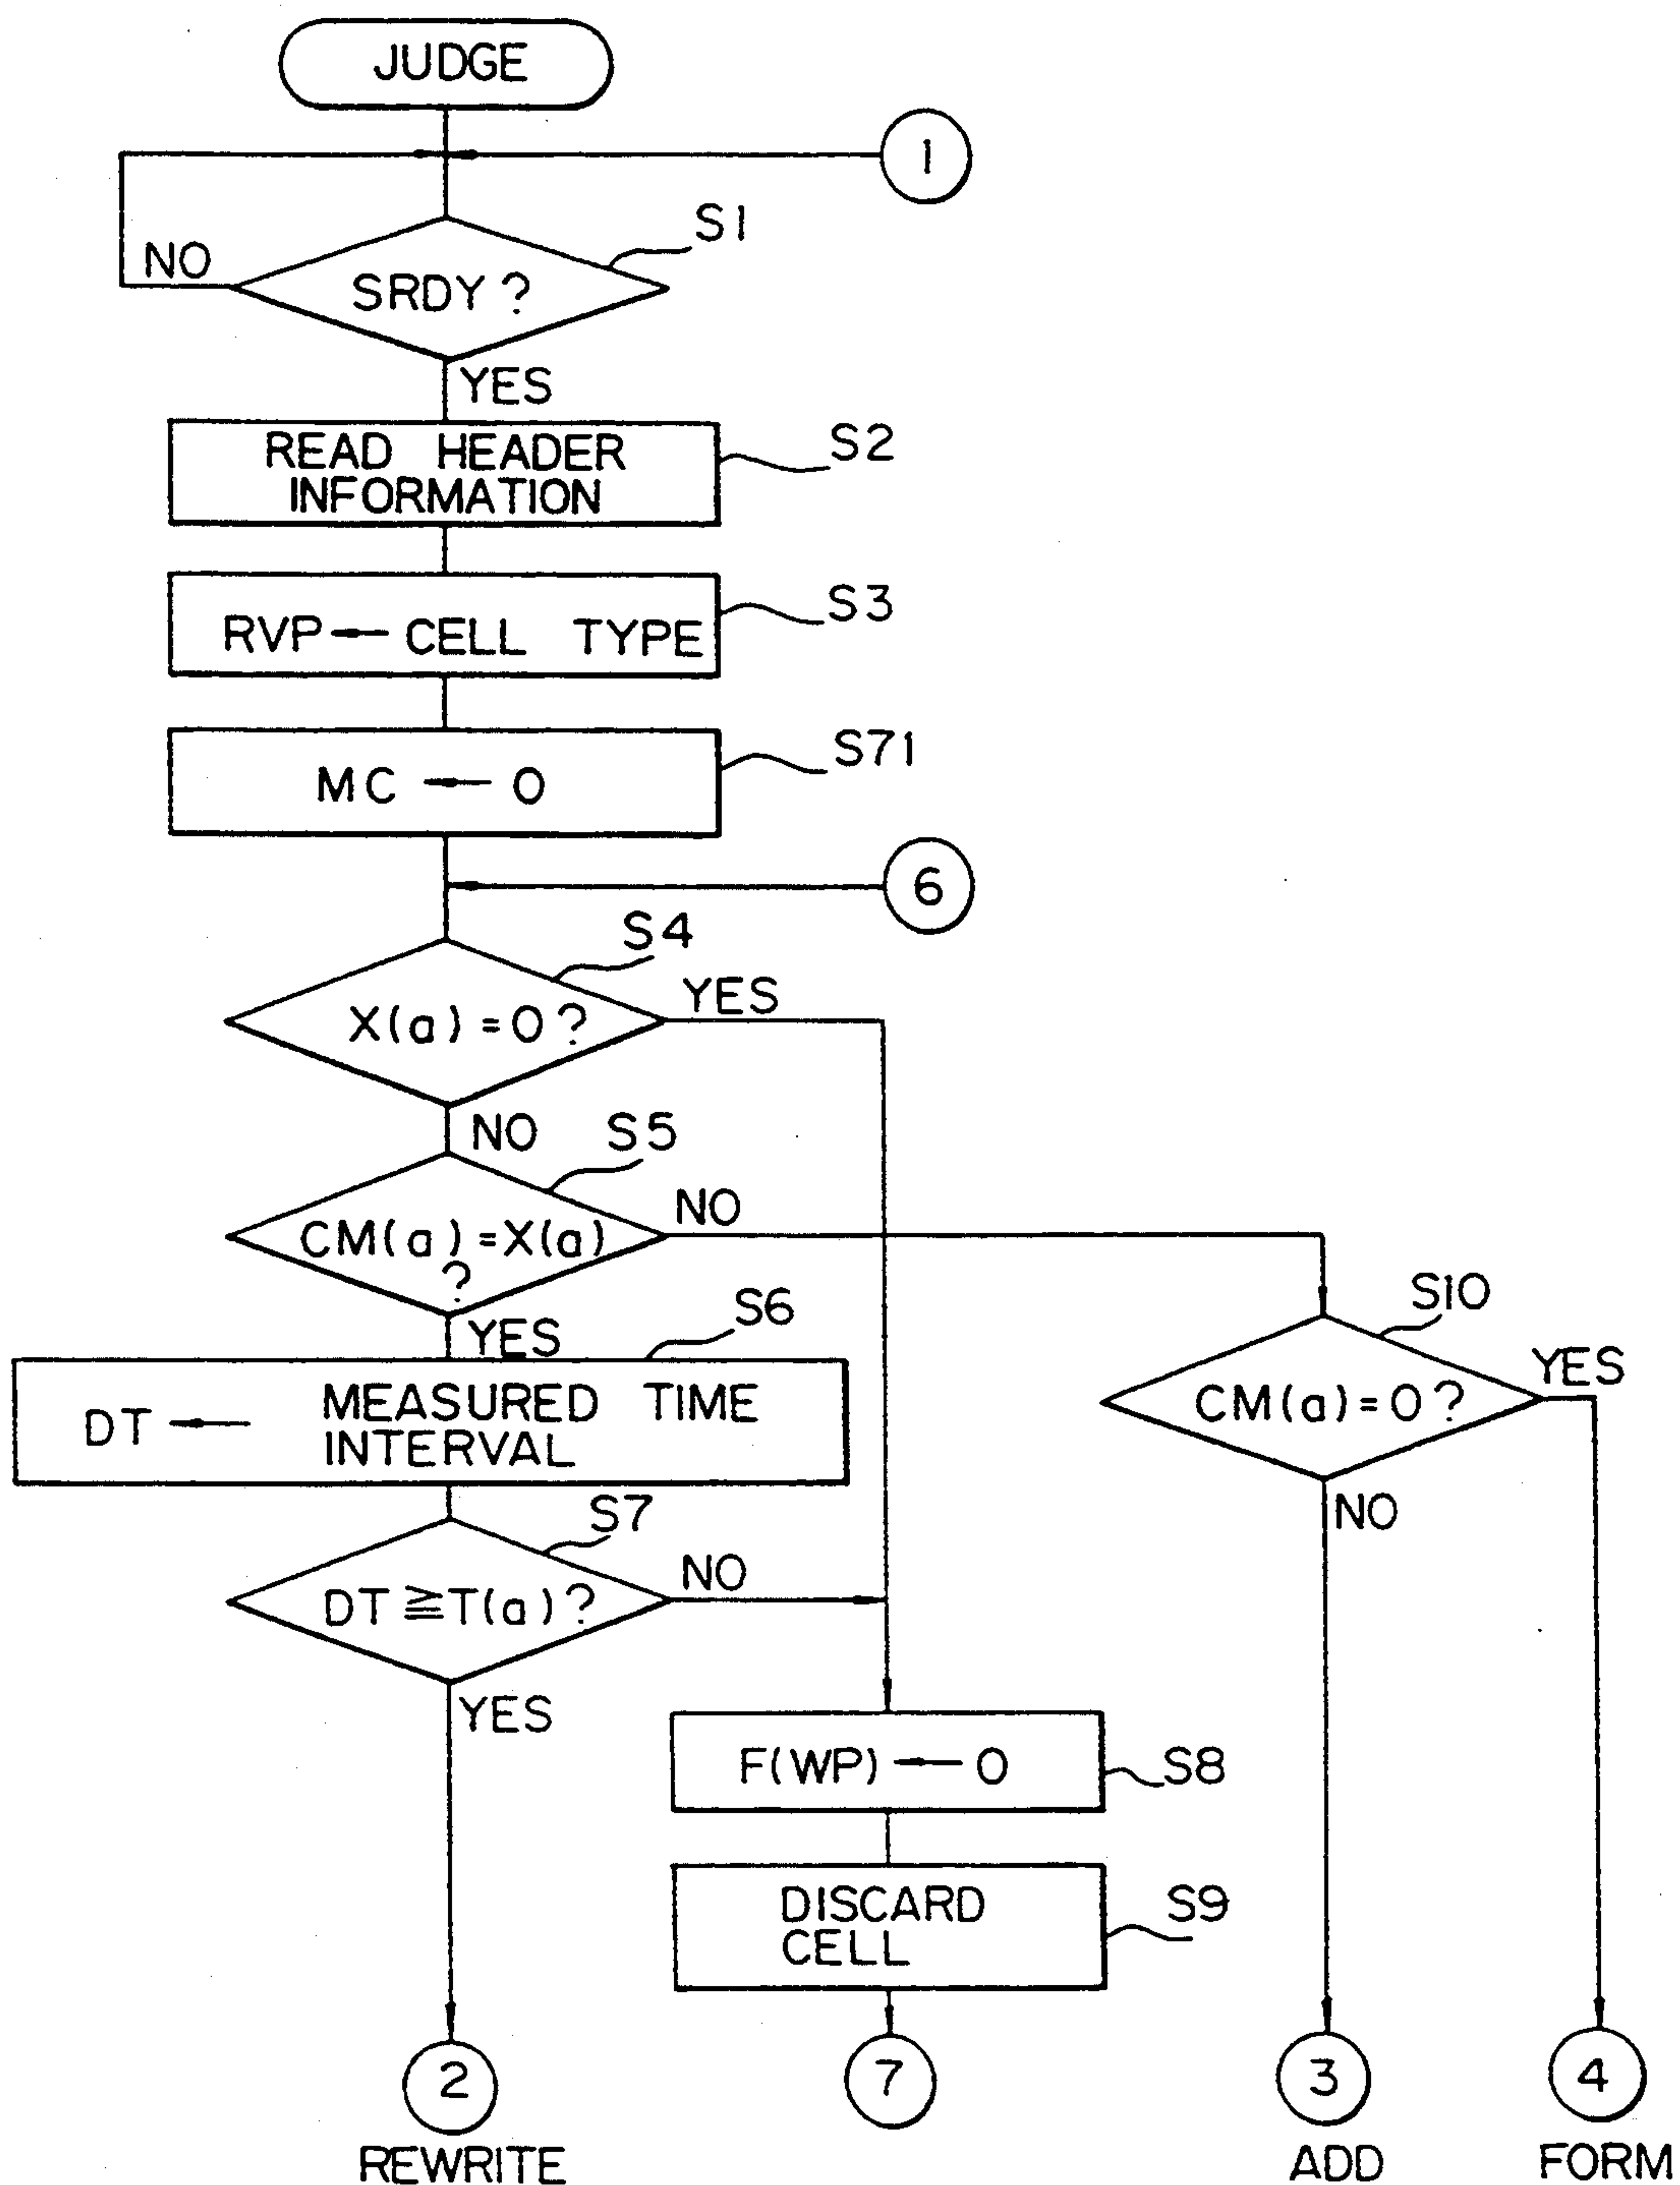 JUDGE
1
S1
NO
SRDY ?
YES
READ HEADER
INFORMATION
S2
RVP ← CELL TYPE
S3
MC ← 0
S71
6
S4
X(a) = 0 ?
YES
NO
S5
CM(a) = X(a)
?
NO
YES
S6
DT ← MEASURED TIME
INTERVAL
S10
CM(a) = 0 ?
YES
NO
S7
DT ≧ T(a) ?
NO
YES
F(WP) ← 0
S8
DISCARD
CELL
S9
2
7
3
4
REWRITE
ADD
FORM